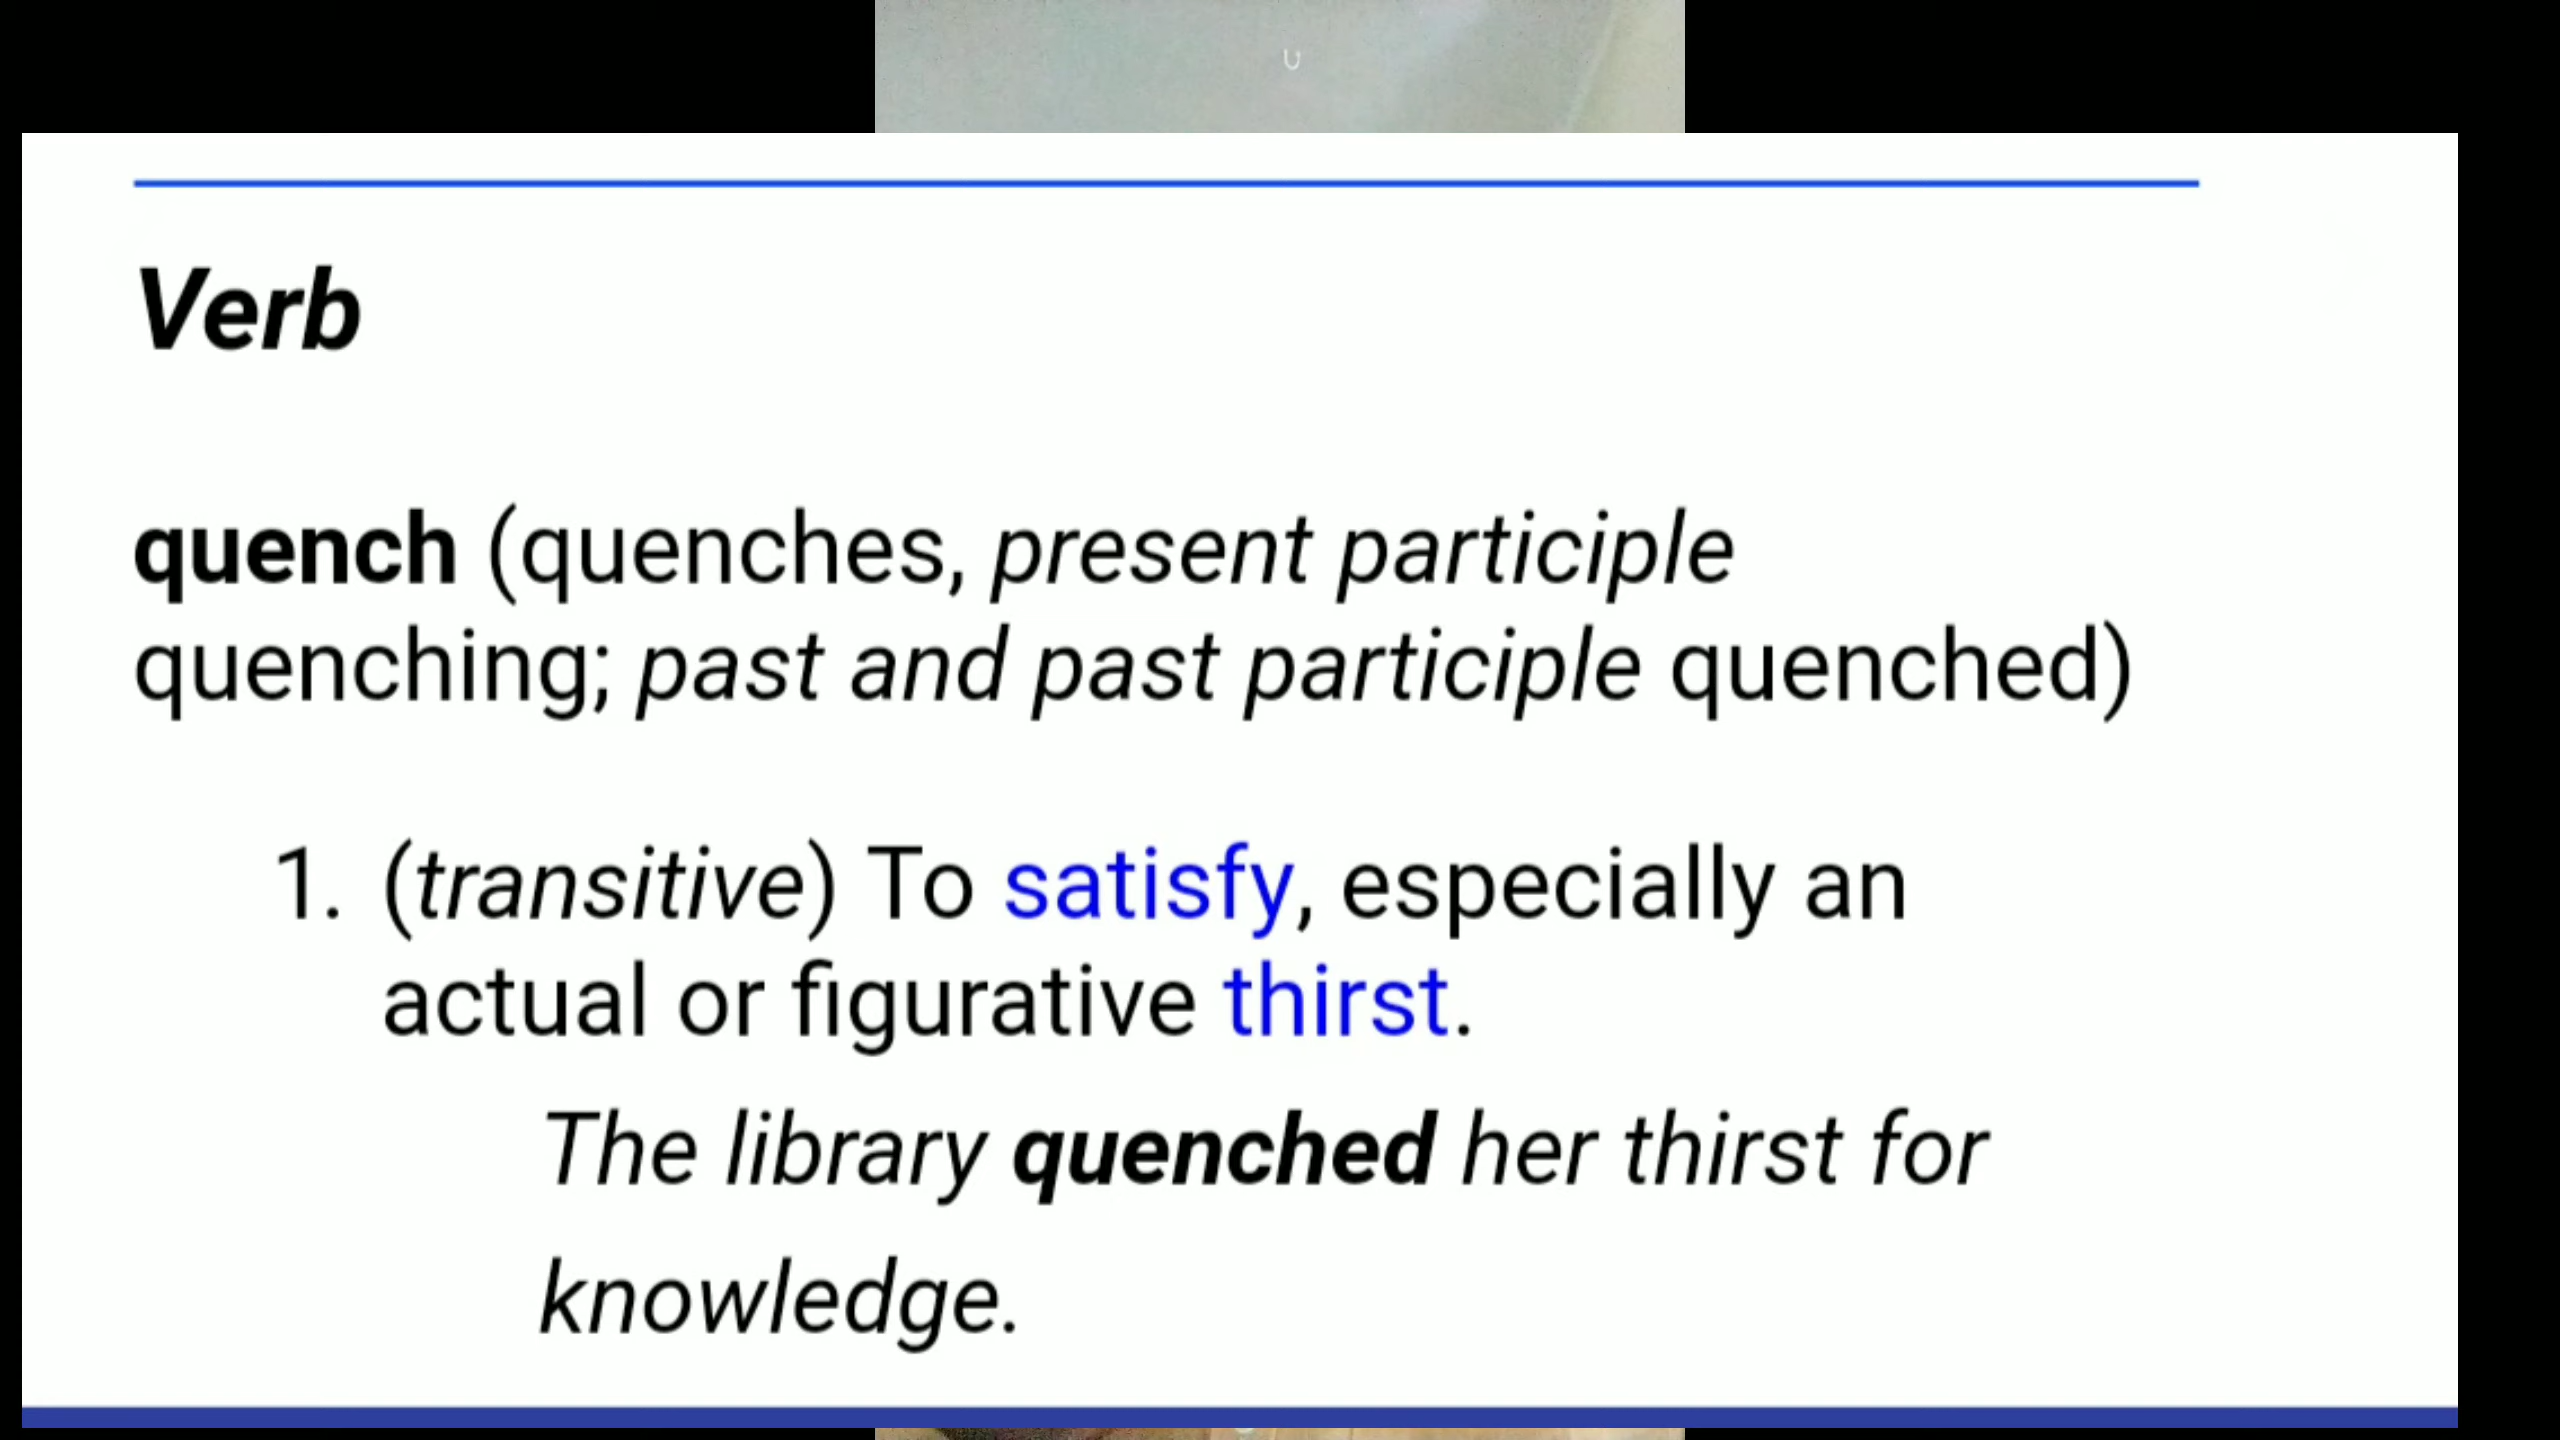 Verb
quench (quenches, present participle
quenching; past and past participle quenched)
1. (transitive) To satisfy, especially an
actual or figurative thirst.
The library quenched her thirst for
knowledge.